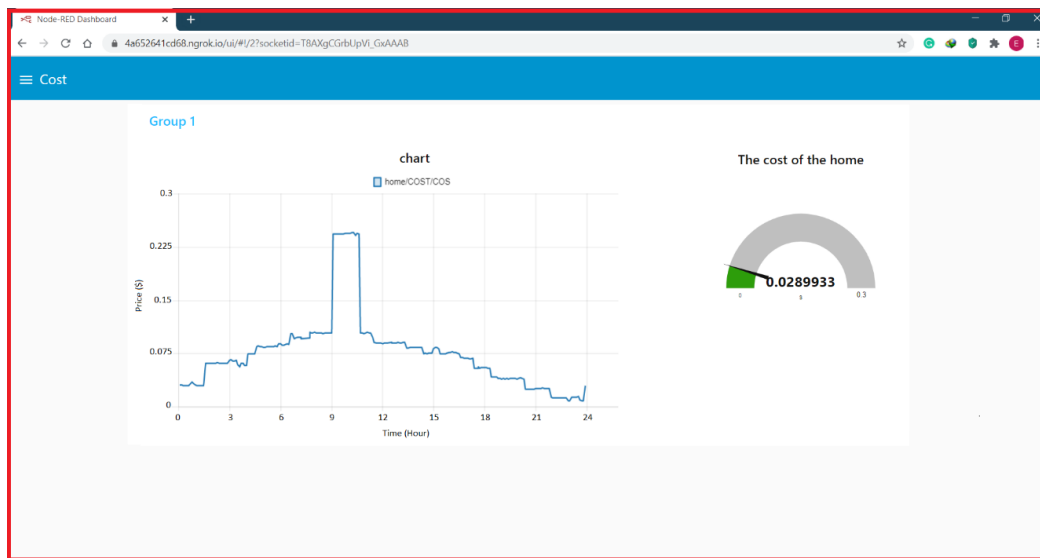 Node-RED Dashboard
4a652641cd68.ngrok.io/ui/#!/2?socketid=T8AXgCGrbUpVi_GxAAAB
E
Cost
Group 1
chart
home/COST/COS
0.3
0.225
0.15
0.075
0
Price ($)
0 3 6 9 12 15 18 21 24
Time (Hour)
The cost of the home
0.0289933
0 0.3